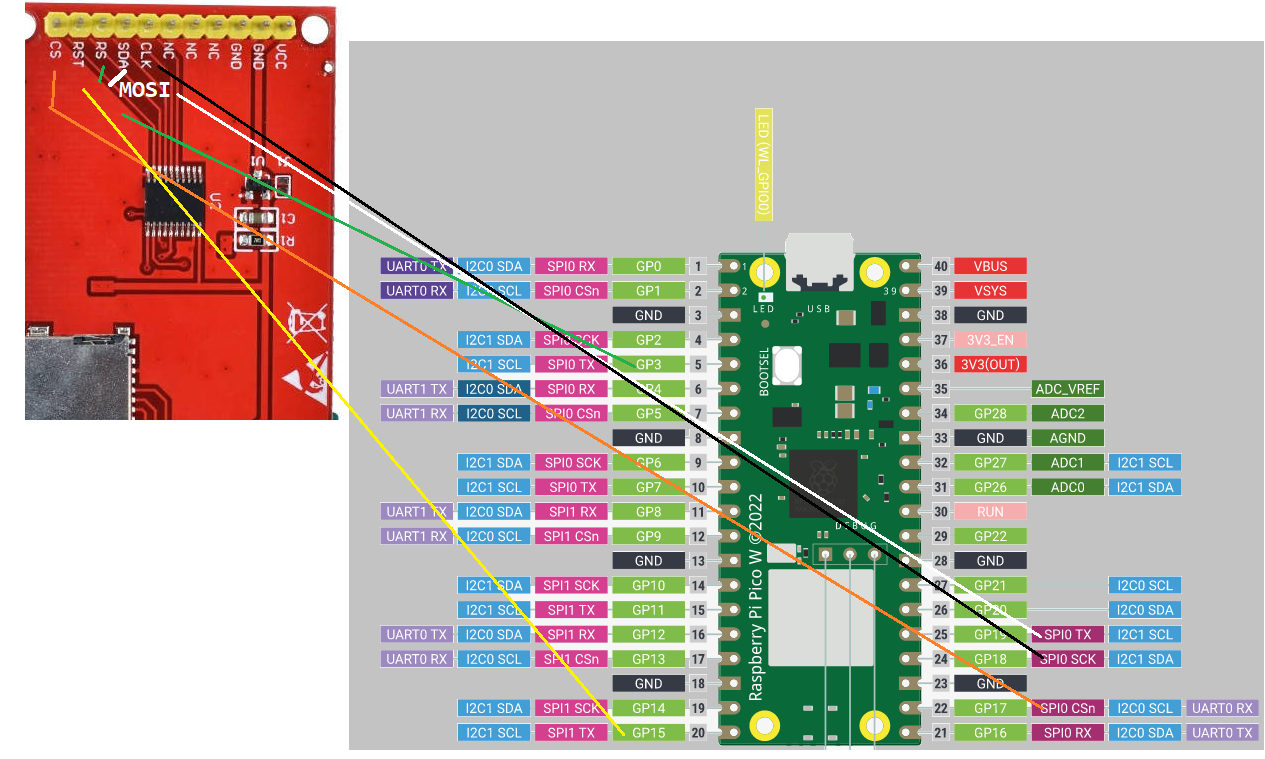 CS RST RS SDA CLK NC NC NC GND GND VCC
MOSI
U1 J1
C1
R1
LED (WL_GPIO0)
UART0 TX I2C0 SDA SPI0 RX GP0 1 1 40 VBUS
UART0 RX I2C0 SCL SPI0 CSn GP1 2 2 39 39 VSYS
LED USB
GND 3 38 GND
I2C1 SDA SPI0 SCK GP2 4 37 3V3_EN
I2C1 SCL SPI0 TX GP3 5 36 3V3(OUT)
BOOTSEL
UART1 TX I2C0 SDA SPI0 RX GP4 6 35 ADC_VREF
UART1 RX I2C0 SCL SPI0 CSn GP5 7 34 GP28 ADC2
GND 8 33 GND AGND
I2C1 SDA SPI0 SCK GP6 9 32 GP27 ADC1 I2C1 SCL
I2C1 SCL SPI0 TX GP7 10 31 GP26 ADC0 I2C1 SDA
UART1 TX I2C0 SDA SPI1 RX GP8 11 30 RUN
DEBUG
UART1 RX I2C0 SCL SPI1 CSn GP9 12 29 GP22
GND 13 28 GND
I2C1 SDA SPI1 SCK GP10 14 27 GP21 I2C0 SCL
I2C1 SCL SPI1 TX GP11 15 26 GP20 I2C0 SDA
UART0 TX I2C0 SDA SPI1 RX GP12 16 25 GP19 SPI0 TX I2C1 SCL
UART0 RX I2C0 SCL SPI1 CSn GP13 17 24 GP18 SPI0 SCK I2C1 SDA
GND 18 23 GND
I2C1 SDA SPI1 SCK GP14 19 22 GP17 SPI0 CSn I2C0 SCL UART0 RX
I2C1 SCL SPI1 TX GP15 20 21 GP16 SPI0 RX I2C0 SDA UART0 TX
Raspberry Pi Pico W ©2022